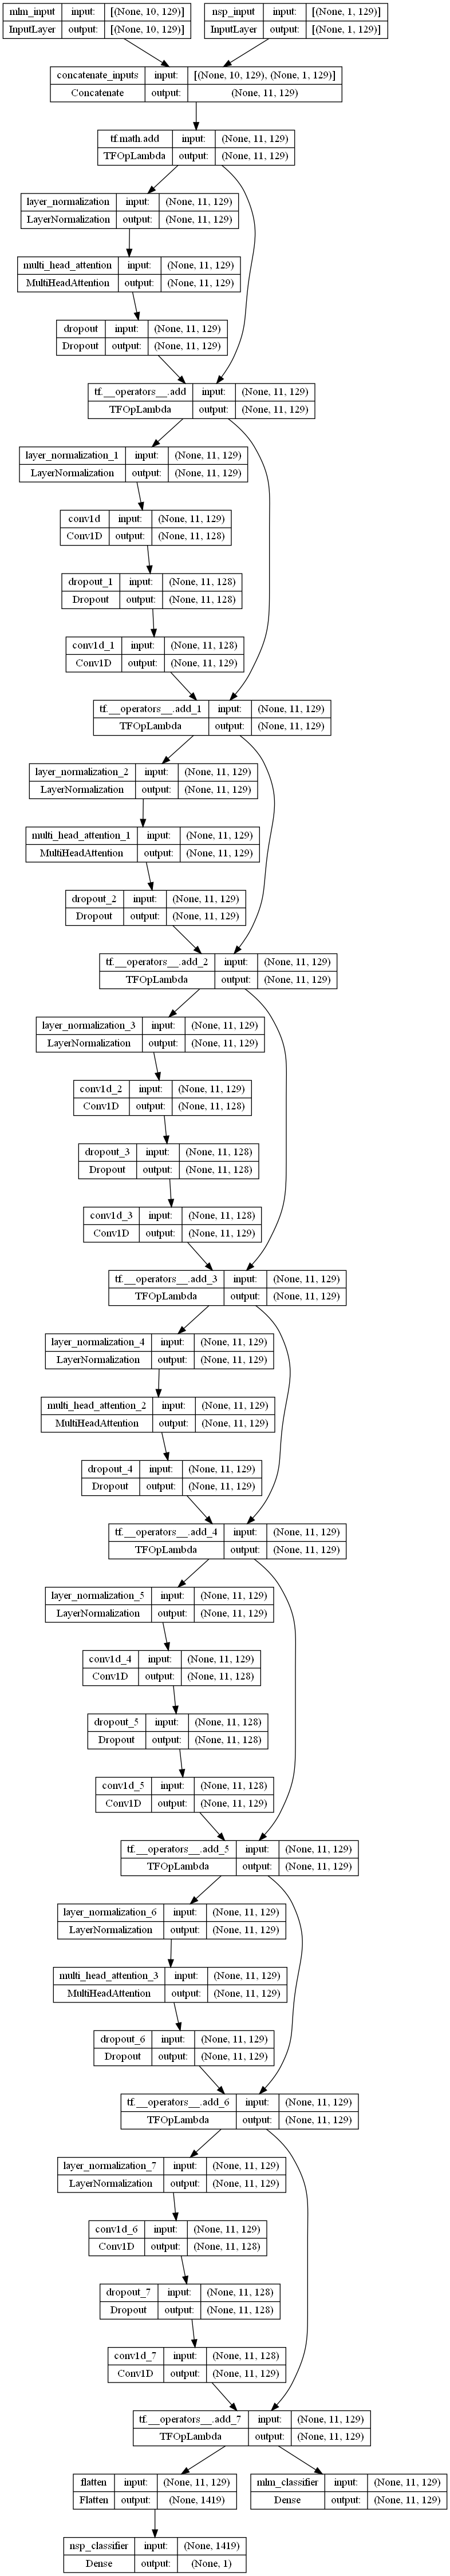 mlm_input input: [(None, 10, 129)]
InputLayer output: [(None, 10, 129)]
nsp_input input: [(None, 1, 129)]
InputLayer output: [(None, 1, 129)]
concatenate_inputs input: [(None, 10, 129), (None, 1, 129)]
Concatenate output: (None, 11, 129)
tf.math.add input: (None, 11, 129)
TFOpLambda output: (None, 11, 129)
layer_normalization input: (None, 11, 129)
LayerNormalization output: (None, 11, 129)
multi_head_attention input: (None, 11, 129)
MultiHeadAttention output: (None, 11, 129)
dropout input: (None, 11, 129)
Dropout output: (None, 11, 129)
tf.__operators__.add input: (None, 11, 129)
TFOpLambda output: (None, 11, 129)
layer_normalization_1 input: (None, 11, 129)
LayerNormalization output: (None, 11, 129)
conv1d input: (None, 11, 129)
Conv1D output: (None, 11, 128)
dropout_1 input: (None, 11, 128)
Dropout output: (None, 11, 128)
conv1d_1 input: (None, 11, 128)
Conv1D output: (None, 11, 129)
tf.__operators__.add_1 input: (None, 11, 129)
TFOpLambda output: (None, 11, 129)
layer_normalization_2 input: (None, 11, 129)
LayerNormalization output: (None, 11, 129)
multi_head_attention_1 input: (None, 11, 129)
MultiHeadAttention output: (None, 11, 129)
dropout_2 input: (None, 11, 129)
Dropout output: (None, 11, 129)
tf.__operators__.add_2 input: (None, 11, 129)
TFOpLambda output: (None, 11, 129)
layer_normalization_3 input: (None, 11, 129)
LayerNormalization output: (None, 11, 129)
conv1d_2 input: (None, 11, 129)
Conv1D output: (None, 11, 128)
dropout_3 input: (None, 11, 128)
Dropout output: (None, 11, 128)
conv1d_3 input: (None, 11, 128)
Conv1D output: (None, 11, 129)
tf.__operators__.add_3 input: (None, 11, 129)
TFOpLambda output: (None, 11, 129)
layer_normalization_4 input: (None, 11, 129)
LayerNormalization output: (None, 11, 129)
multi_head_attention_2 input: (None, 11, 129)
MultiHeadAttention output: (None, 11, 129)
dropout_4 input: (None, 11, 129)
Dropout output: (None, 11, 129)
tf.__operators__.add_4 input: (None, 11, 129)
TFOpLambda output: (None, 11, 129)
layer_normalization_5 input: (None, 11, 129)
LayerNormalization output: (None, 11, 129)
conv1d_4 input: (None, 11, 129)
Conv1D output: (None, 11, 128)
dropout_5 input: (None, 11, 128)
Dropout output: (None, 11, 128)
conv1d_5 input: (None, 11, 128)
Conv1D output: (None, 11, 129)
tf.__operators__.add_5 input: (None, 11, 129)
TFOpLambda output: (None, 11, 129)
layer_normalization_6 input: (None, 11, 129)
LayerNormalization output: (None, 11, 129)
multi_head_attention_3 input: (None, 11, 129)
MultiHeadAttention output: (None, 11, 129)
dropout_6 input: (None, 11, 129)
Dropout output: (None, 11, 129)
tf.__operators__.add_6 input: (None, 11, 129)
TFOpLambda output: (None, 11, 129)
layer_normalization_7 input: (None, 11, 129)
LayerNormalization output: (None, 11, 129)
conv1d_6 input: (None, 11, 129)
Conv1D output: (None, 11, 128)
dropout_7 input: (None, 11, 128)
Dropout output: (None, 11, 128)
conv1d_7 input: (None, 11, 128)
Conv1D output: (None, 11, 129)
tf.__operators__.add_7 input: (None, 11, 129)
TFOpLambda output: (None, 11, 129)
flatten input: (None, 11, 129)
Flatten output: (None, 1419)
mlm_classifier input: (None, 11, 129)
Dense output: (None, 11, 129)
nsp_classifier input: (None, 1419)
Dense output: (None, 1)